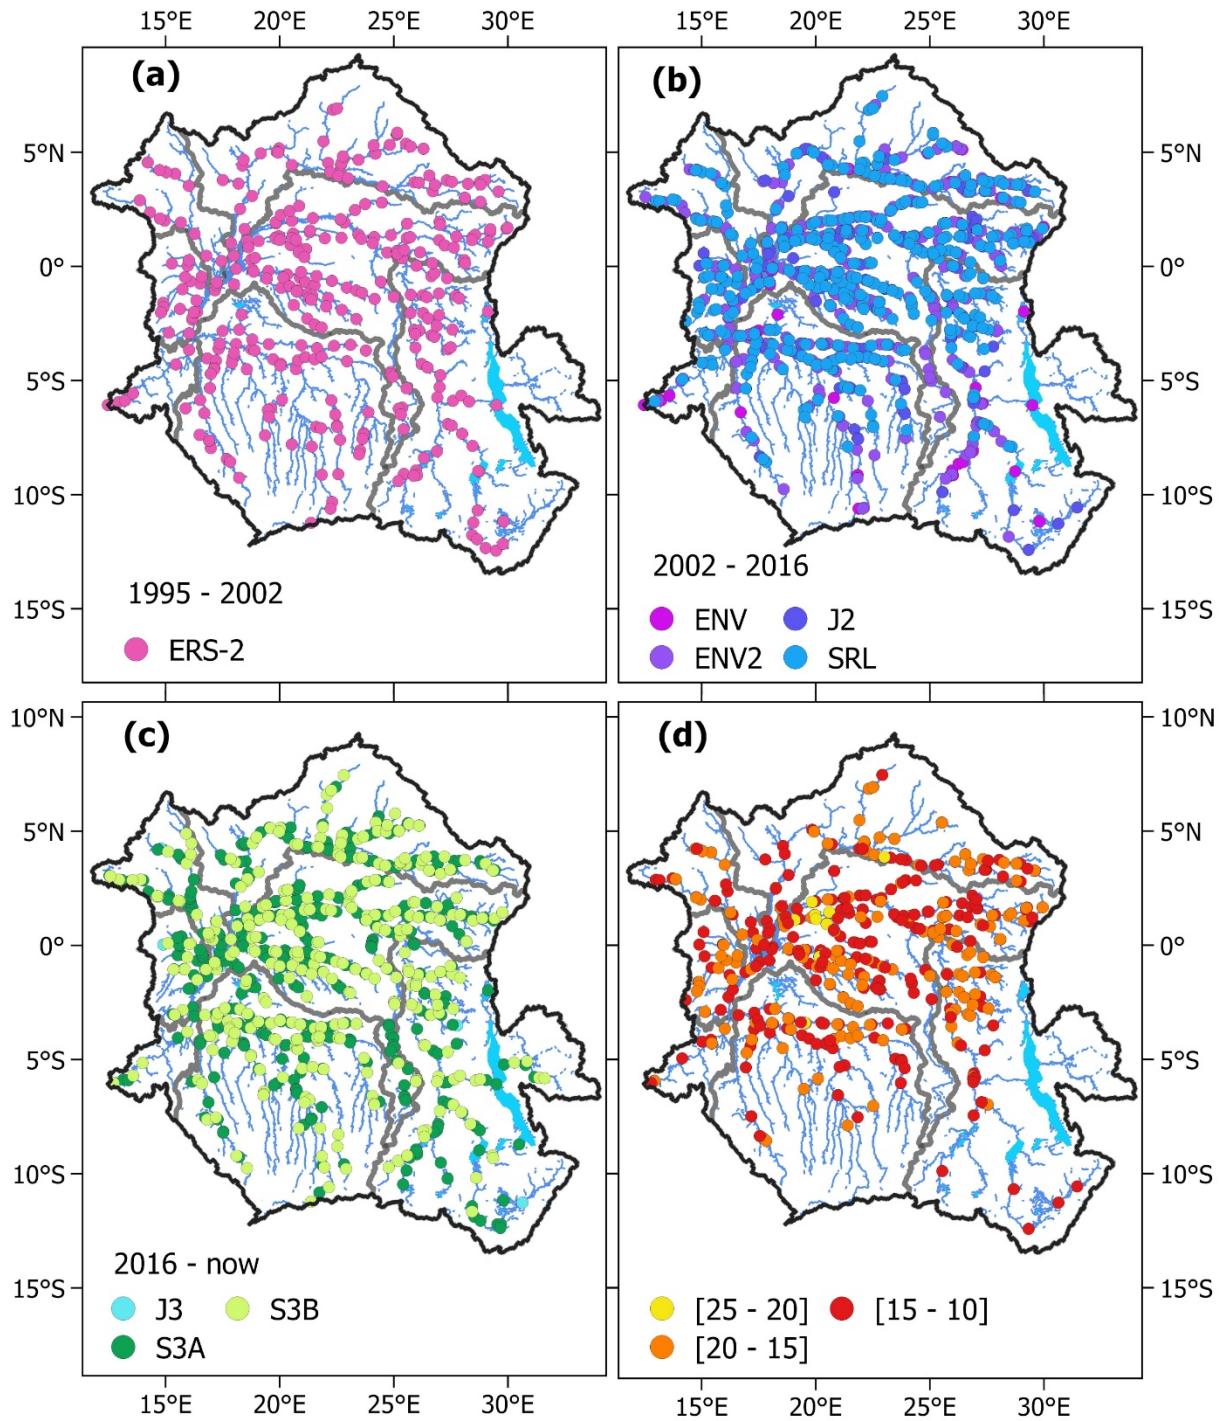 15°E 20°E 25°E 30°E 15°E 20°E 25°E 30°E
(a) (b)
5°N 5°N
0° 0°
5°S 5°S
10°S 10°S
15°S 15°S
1995 - 2002
ERS-2
2002 - 2016
ENV J2
ENV2 SRL
10°N 10°N
(c) (d)
5°N 5°N
0° 0°
5°S 5°S
10°S 10°S
15°S 15°S
2016 - now
J3 S3B
S3A
[25 - 20] [15 - 10]
[20 - 15]
15°E 20°E 25°E 30°E 15°E 20°E 25°E 30°E